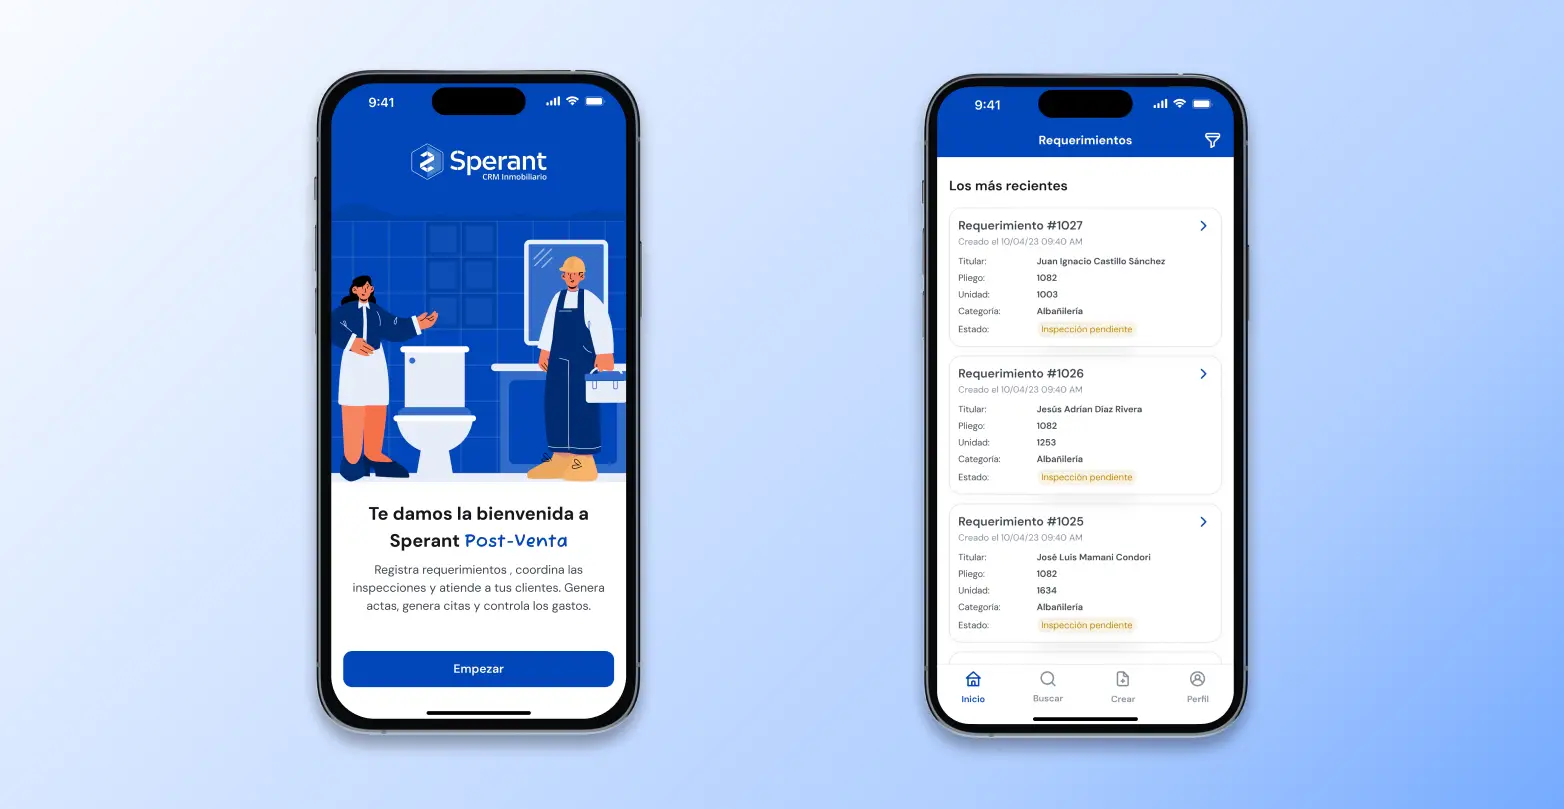 9:41
Sperant
CRM Inmobiliario
Te damos la bienvenida a
Sperant Post-Venta
Registra requerimientos , coordina las
inspecciones y atiende a tus clientes. Genera
actas, genera citas y controla los gastos.
Empezar
9:41
Requerimientos
Los más recientes
Requerimiento #1027
Creado el 10/04/23 09:40 AM
Titular: Juan Ignacio Castillo Sánchez
Pliego: 1082
Unidad: 1003
Categoría: Albañilería
Estado: Inspección pendiente
Requerimiento #1026
Creado el 10/04/23 09:40 AM
Titular: Jesús Adrían Díaz Rivera
Pliego: 1082
Unidad: 1253
Categoría: Albañilería
Estado: Inspección pendiente
Requerimiento #1025
Creado el 10/04/23 09:40 AM
Titular: José Luis Mamani Condori
Pliego: 1082
Unidad: 1634
Categoría: Albañilería
Estado: Inspección pendiente
Inicio Buscar Crear Perfil